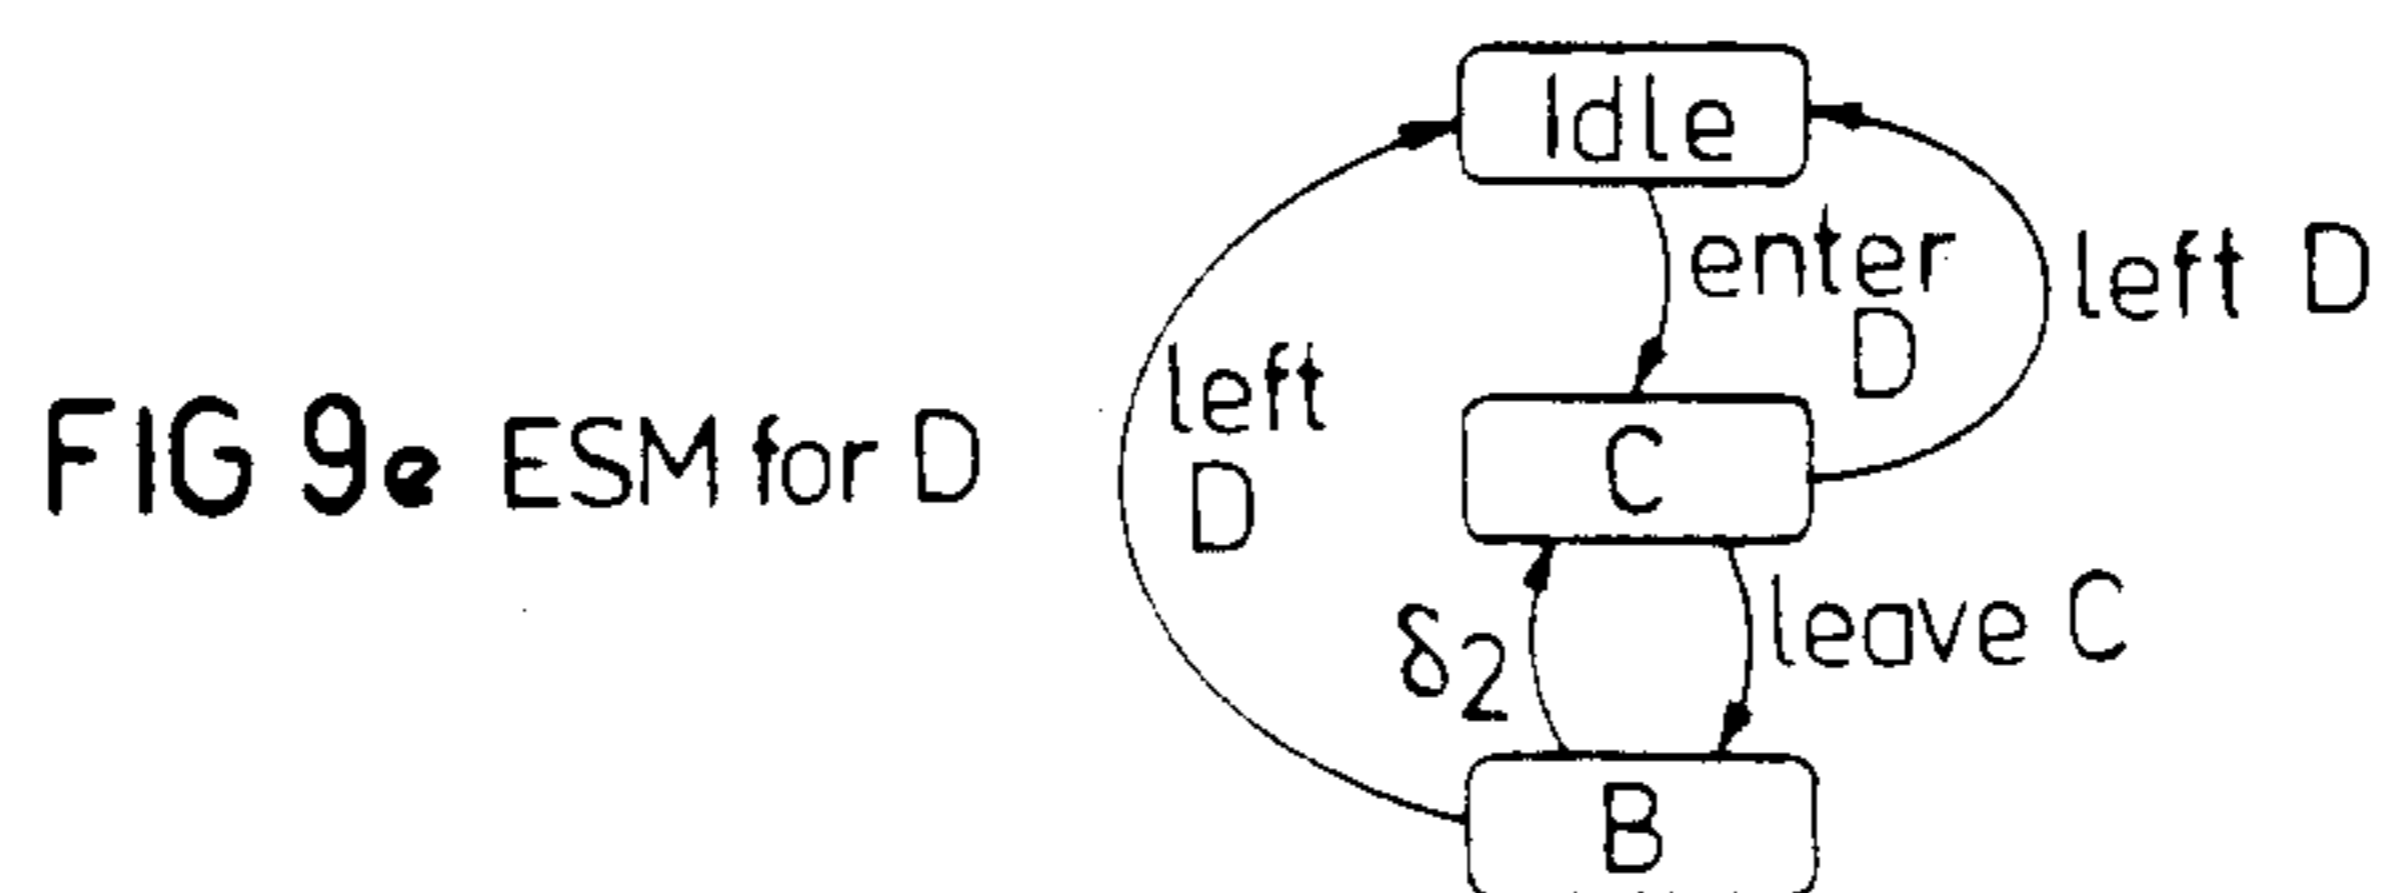 Idle
enter
D
left D
left
D
FIG 9e ESM for D
C
δ2
leave C
B